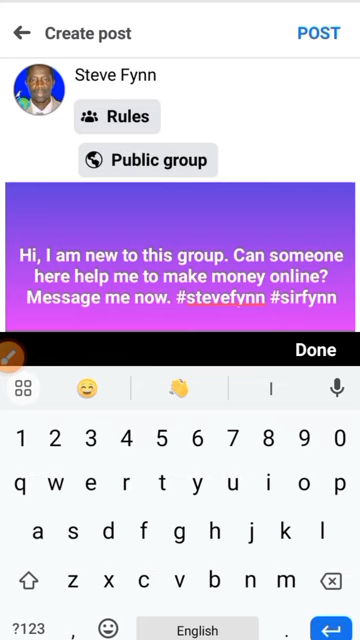 Create post
POST
Steve Fynn
Rules
Public group
Hi, I am new to this group. Can someone
here help me to make money online?
Message me now. #stevefynn #sirfynn
Done
I
1 2 3 4 5 6 7 8 9 0
q w e r t y u i o p
a s d f g h j k l
z x c v b n m
?123 , English .